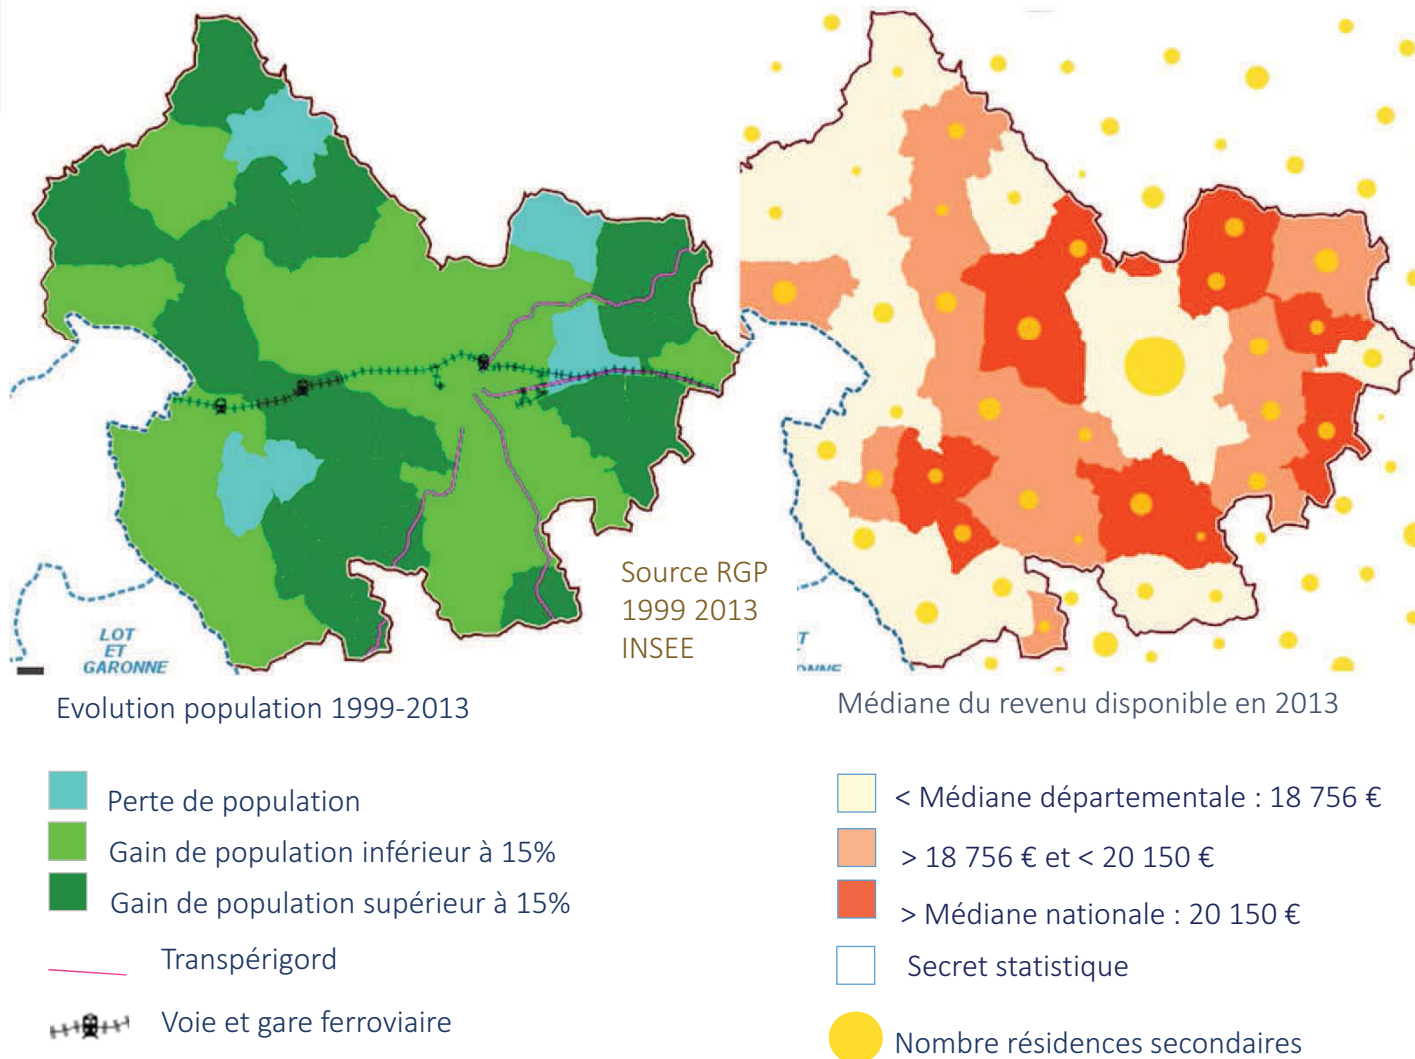 LOT
ET
GARONNE
Source RGP
1999 2013
INSEE
T
ONNE
Evolution population 1999-2013
Perte de population
Gain de population inférieur à 15%
Gain de population supérieur à 15%
Transpérigord
Voie et gare ferroviaire
Médiane du revenu disponible en 2013
< Médiane départementale : 18 756 €
> 18 756 € et < 20 150 €
> Médiane nationale : 20 150 €
Secret statistique
Nombre résidences secondaires